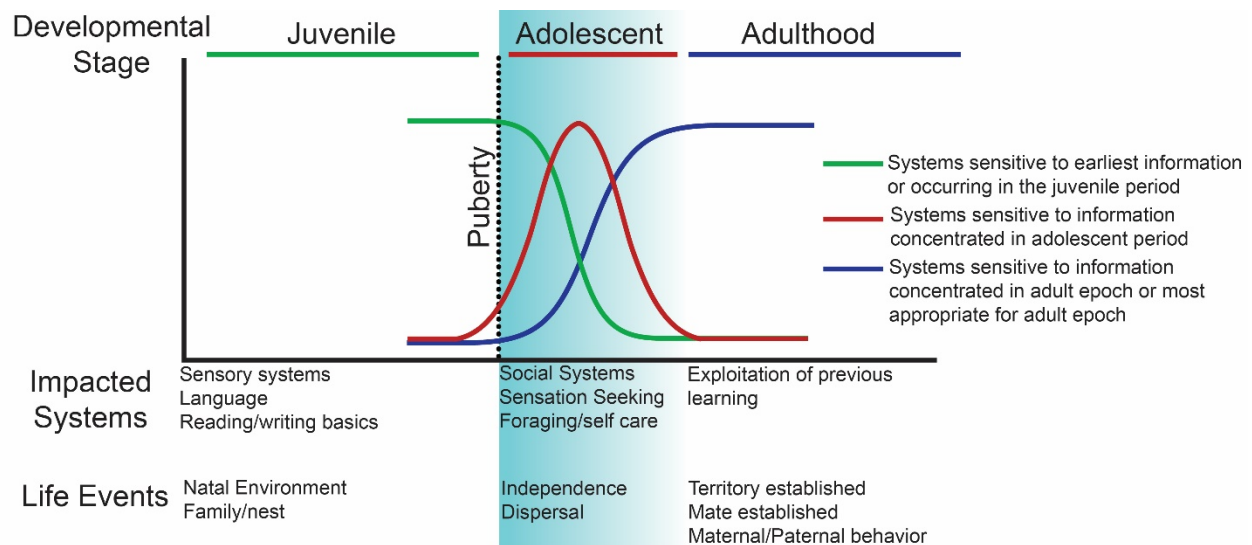 Developmental
Stage
Juvenile
Adolescent
Adulthood
Puberty
Systems sensitive to earliest information
or occurring in the juvenile period
Systems sensitive to information
concentrated in adolescent period
Systems sensitive to information
concentrated in adult epoch or most
appropriate for adult epoch
Impacted
Systems
Sensory systems
Language
Reading/writing basics
Social Systems
Sensation Seeking
Foraging/self care
Exploitation of previous
learning
Life Events
Natal Environment
Family/nest
Independence
Dispersal
Territory established
Mate established
Maternal/Paternal behavior